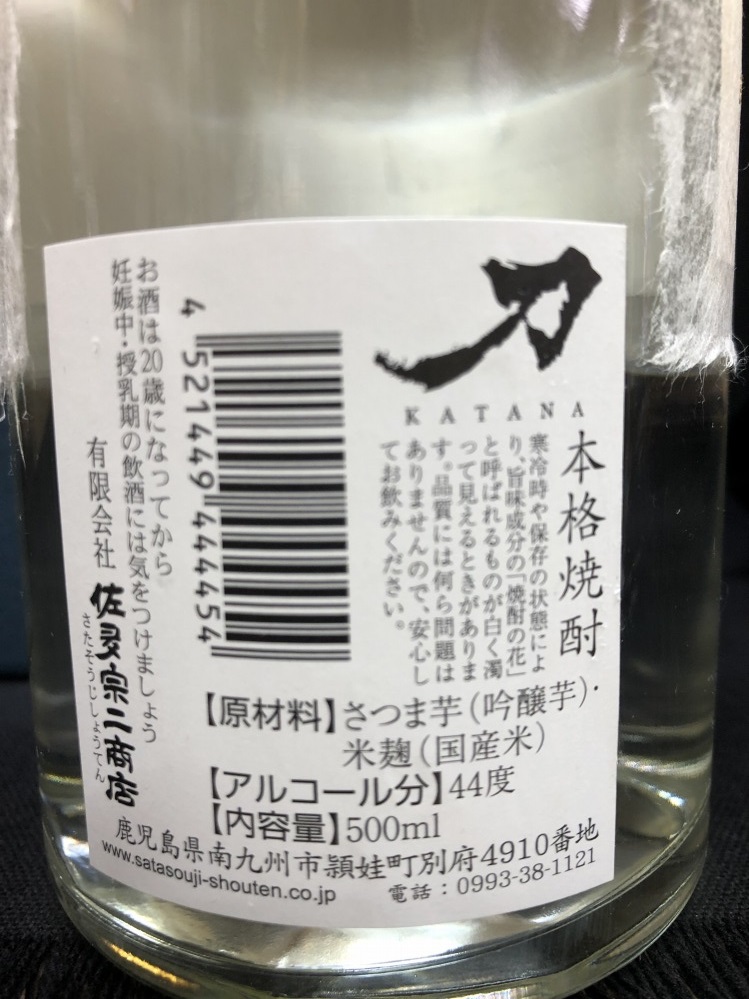 刀
KATANA
本格焼酎
寒冷時や保存の状態によ
り、旨味成分の「焼酎の花」
と呼ばれるものが白く濁
って見えるときがありま
す。品質には何ら問題は
ありませんので、安心し
てお飲みください。
4 521449 444454
お酒は20歳になってから
妊娠中・授乳期の飲酒には気をつけましょう
有限会社 佐多宗二商店
さたそうじしょうてん
【原材料】さつま芋(吟醸芋)・
米麹(国産米)
【アルコール分】44度
【内容量】500ml
鹿児島県南九州市頴娃町別府4910番地
www.satasouji-shouten.co.jp
電話：0993-38-1121